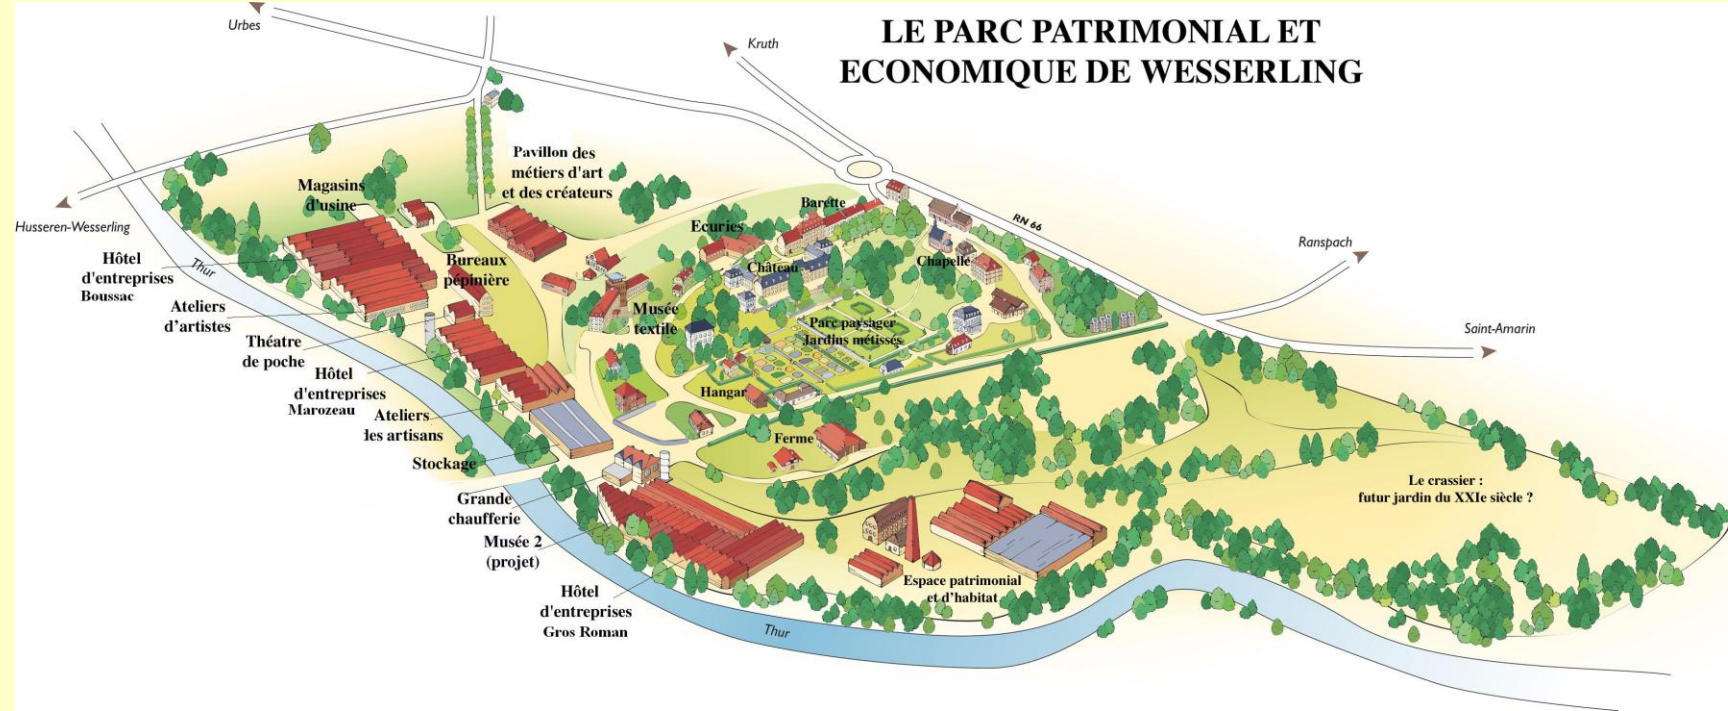 LE PARC PATRIMONIAL ET
ECONOMIQUE DE WESSERLING
Urbes
Kruth
Pavillon des
métiers d'art
et des créateurs
Magasins
d'usine
Husseren-Wesserling
Thur
Barette
Ecuries
RN 66
Ranspach
Hôtel
d'entreprises
Boussac
Bureaux
pépinière
Château
Chapelle
Ateliers
d'artistes
Musée
textile
Parc paysager
Jardins métissés
Saint-Amarin
Théatre
de poche
Hôtel
d'entreprises
Marozeau
Hangar
Ateliers
des artisans
Ferme
Stockage
Le crassier :
futur jardin du XXIe siècle ?
Grande
chaufferie
Musée 2
(projet)
Espace patrimonial
et d'habitat
Hôtel
d'entreprises
Gros Roman
Thur